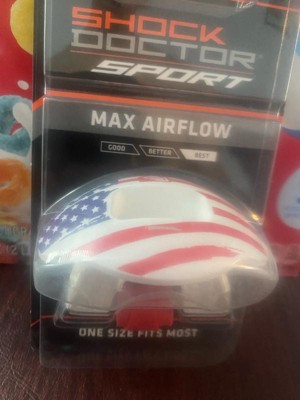 SHOCK
DOCTOR
SPORT
MAX AIRFLOW
GOOD BETTER BEST
ONE SIZE FITS MOST